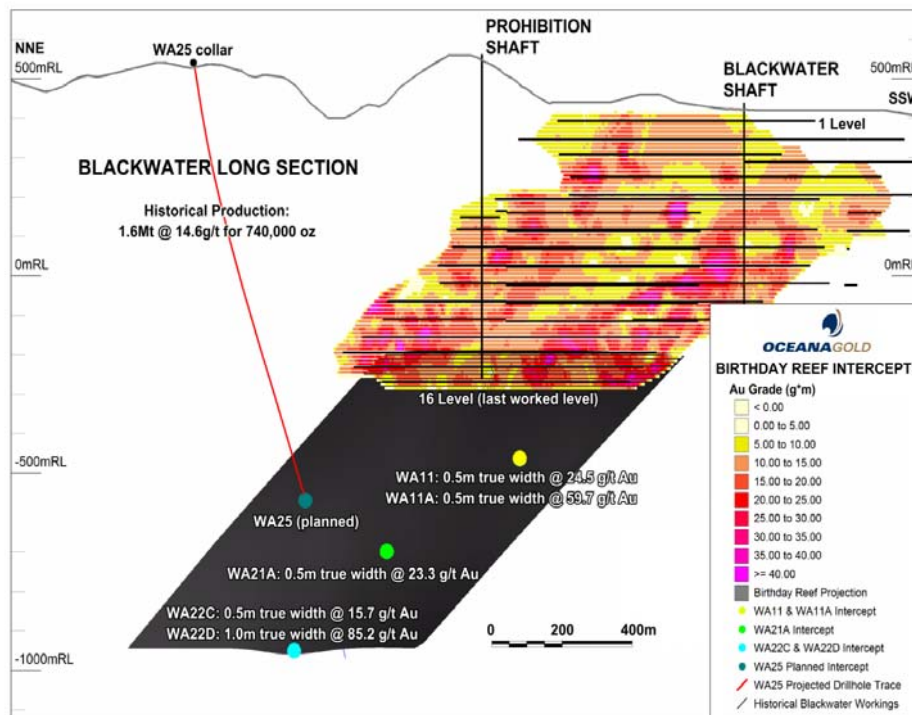 PROHIBITION
SHAFT
NNE
WA25 collar
500mRL
500mRL
BLACKWATER
SHAFT
SSW
1 Level
BLACKWATER LONG SECTION
Historical Production:
1.6Mt @ 14.6g/t for 740,000 oz
0mRL
0mRL
16 Level (last worked level)
-500mRL
WA11: 0.5m true width @ 24.5 g/t Au
WA11A: 0.5m true width @ 59.7 g/t Au
WA25 (planned)
WA21A: 0.5m true width @ 23.3 g/t Au
WA22C: 0.5m true width @ 15.7 g/t Au
WA22D: 1.0m true width @ 85.2 g/t Au
-1000mRL
0 200 400m
OCEANAGOLD
BIRTHDAY REEF INTERCEPT
Au Grade (g*m)
< 0.00
0.00 to 5.00
5.00 to 10.00
10.00 to 15.00
15.00 to 20.00
20.00 to 25.00
25.00 to 30.00
30.00 to 35.00
35.00 to 40.00
>= 40.00
Birthday Reef Projection
WA11 & WA11A Intercept
WA21A Intercept
WA22C & WA22D Intercept
WA25 Planned Intercept
WA25 Projected Drillhole Trace
Historical Blackwater Workings